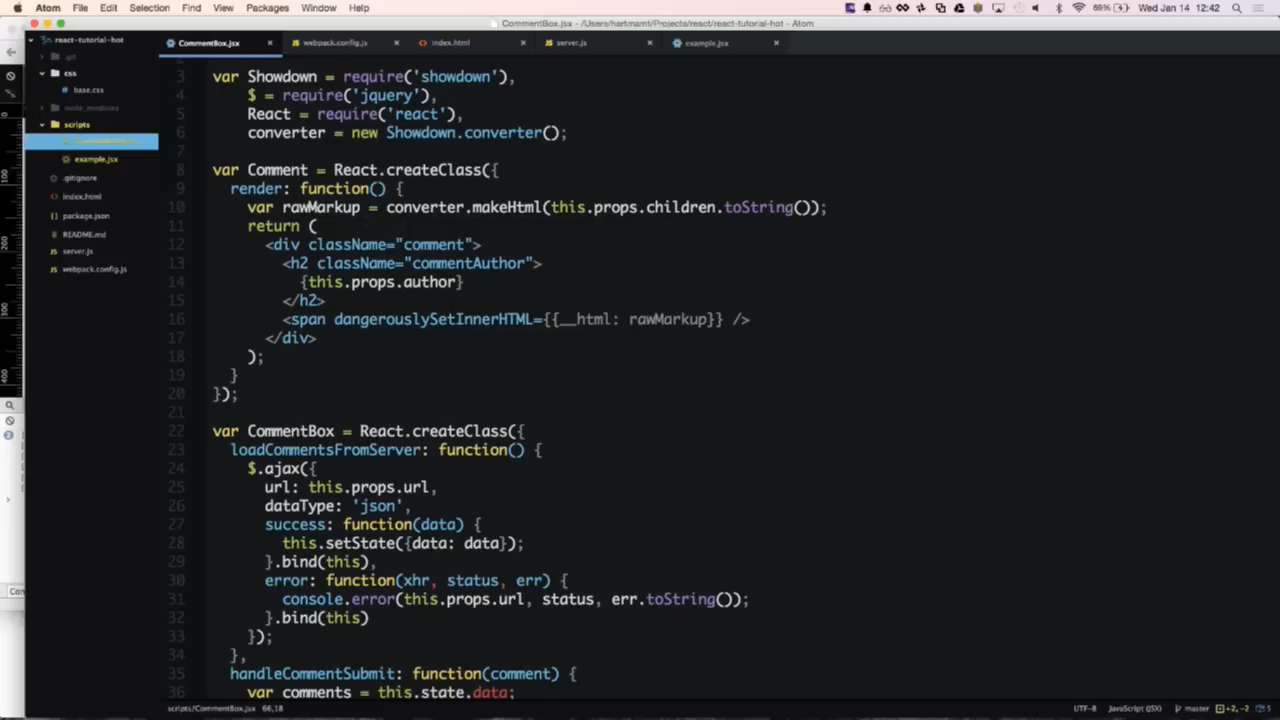 Atom File Edit Selection Find View Packages Window Help 69% Wed Jan 14 12:42
CommentBox.jsx - /Users/hartmamt/Projects/react/react-tutorial-hot - Atom
react-tutorial-hot
CommentBox.jsx × webpack.config.js × index.html × server.js × example.jsx ×
.git
css
base.css
node_modules
scripts
example.jsx
.gitignore
index.html
package.json
README.md
server.js
webpack.config.js
3 var Showdown = require('showdown'),
4 $ = require('jquery'),
5 React = require('react'),
6 converter = new Showdown.converter();
7
8 var Comment = React.createClass({
9 render: function() {
10 var rawMarkup = converter.makeHtml(this.props.children.toString());
11 return (
12 <div className="comment">
13 <h2 className="commentAuthor">
14 {this.props.author}
15 </h2>
16 <span dangerouslySetInnerHTML={{__html: rawMarkup}} />
17 </div>
18 );
19 }
20 });
21
22 var CommentBox = React.createClass({
23 loadCommentsFromServer: function() {
24 $.ajax({
25 url: this.props.url,
26 dataType: 'json',
27 success: function(data) {
28 this.setState({data: data});
29 }.bind(this),
30 error: function(xhr, status, err) {
31 console.error(this.props.url, status, err.toString());
32 }.bind(this)
33 });
34 },
35 handleCommentSubmit: function(comment) {
36 var comments = this.state.data;
scripts/CommentBox.jsx 66,18 UTF-8 JavaScript (JSX) master +2, -2 5